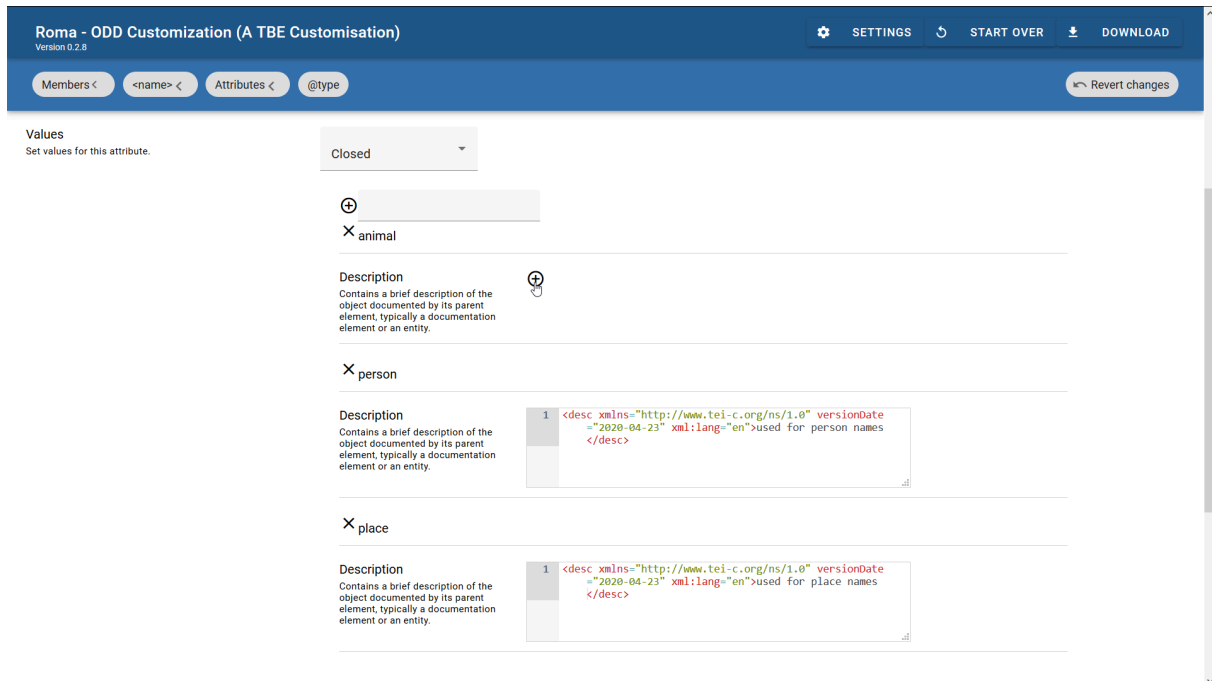 Roma - ODD Customization (A TBE Customisation)
Version 0.2.8
SETTINGS
START OVER
DOWNLOAD
Members <
<name> <
Attributes <
@type
Revert changes
Values
Set values for this attribute.
Closed
animal
Description
Contains a brief description of the
object documented by its parent
element, typically a documentation
element or an entity.
person
Description
Contains a brief description of the
object documented by its parent
element, typically a documentation
element or an entity.
1 <desc xmlns="http://www.tei-c.org/ns/1.0" versionDate
="2020-04-23" xml:lang="en">used for person names
</desc>
place
Description
Contains a brief description of the
object documented by its parent
element, typically a documentation
element or an entity.
1 <desc xmlns="http://www.tei-c.org/ns/1.0" versionDate
="2020-04-23" xml:lang="en">used for place names
</desc>